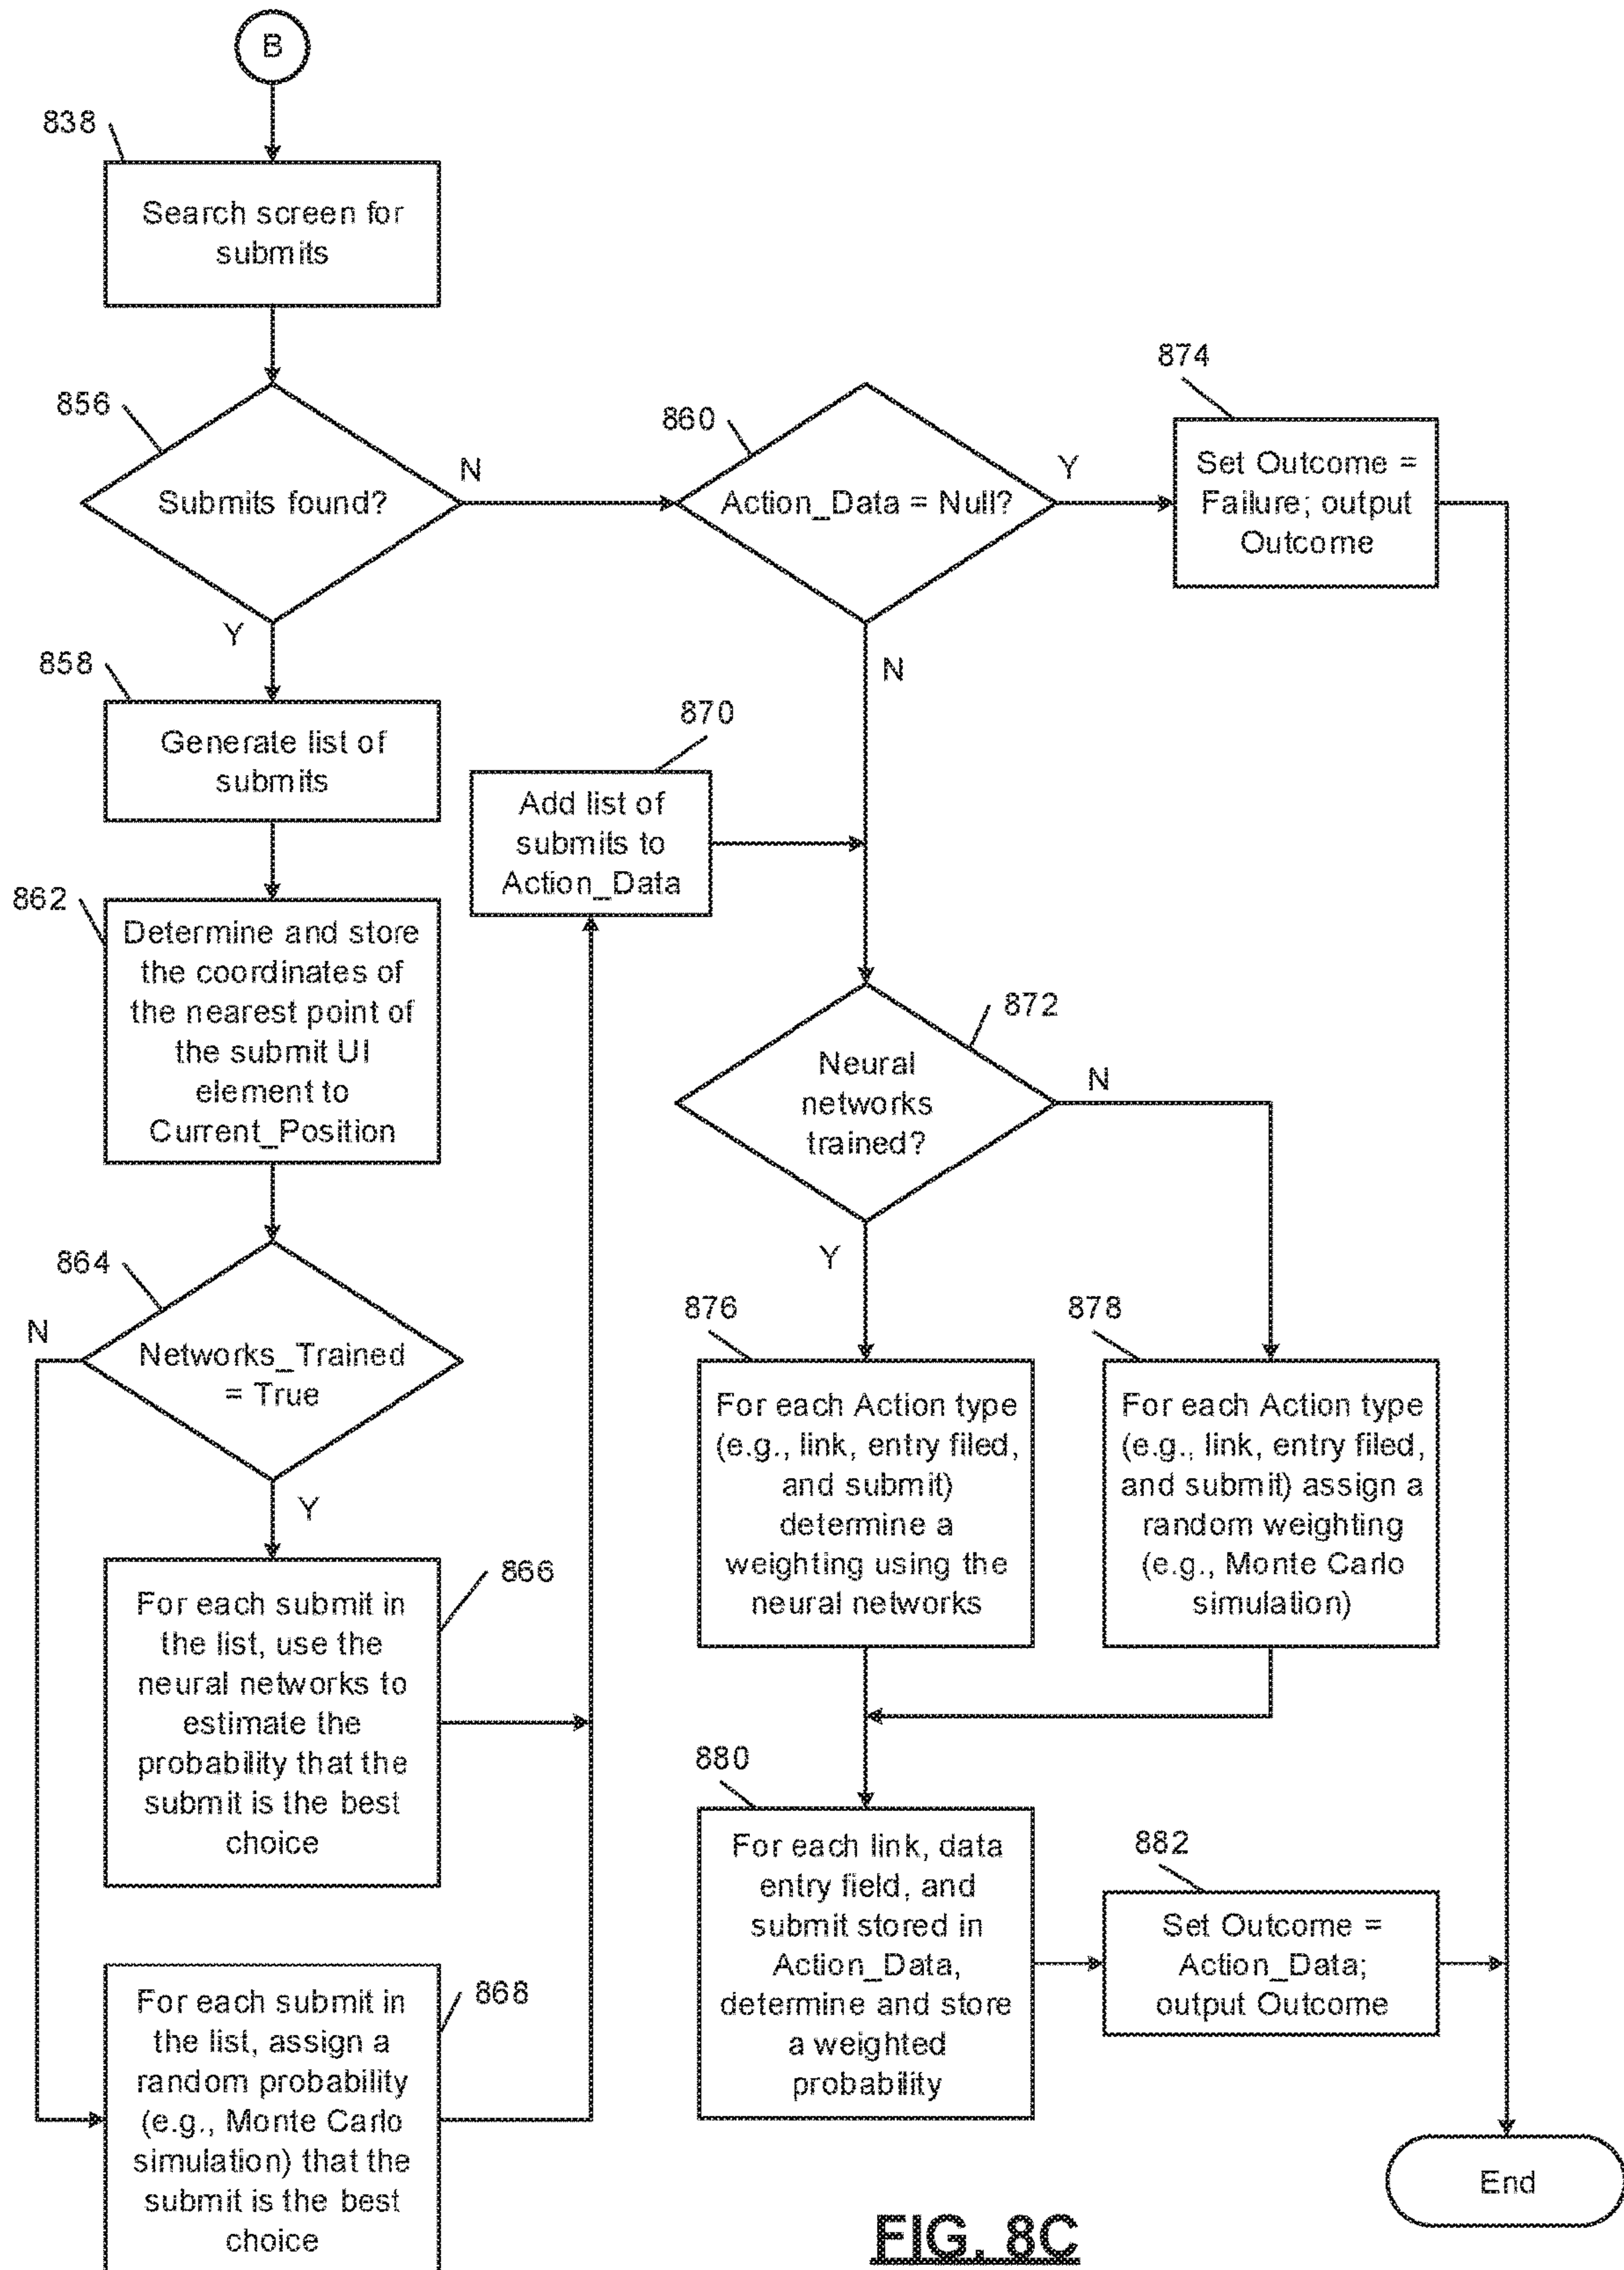 B
838
Search screen for
submits
856
Submits found?
N
Y
860
Action_Data = Null?
Y
N
874
Set Outcome =
Failure; output
Outcome
858
Generate list of
submits
862
Determine and store
the coordinates of
the nearest point of
the submit UI
element to
Current_Position
864
Networks_Trained
= True
N
Y
866
For each submit in
the list, use the
neural networks to
estimate the
probability that the
submit is the best
choice
868
For each submit in
the list, assign a
random probability
(e.g., Monte Carlo
simulation) that the
submit is the best
choice
870
Add list of
submits to
Action_Data
872
Neural
networks
trained?
N
Y
876
For each Action type
(e.g., link, entry filed,
and submit)
determine a
weighting using the
neural networks
878
For each Action type
(e.g., link, entry filed,
and submit) assign a
random weighting
(e.g., Monte Carlo
simulation)
880
For each link, data
entry field, and
submit stored in
Action_Data,
determine and store
a weighted
probability
882
Set Outcome =
Action_Data;
output Outcome
End
FIG. 8C